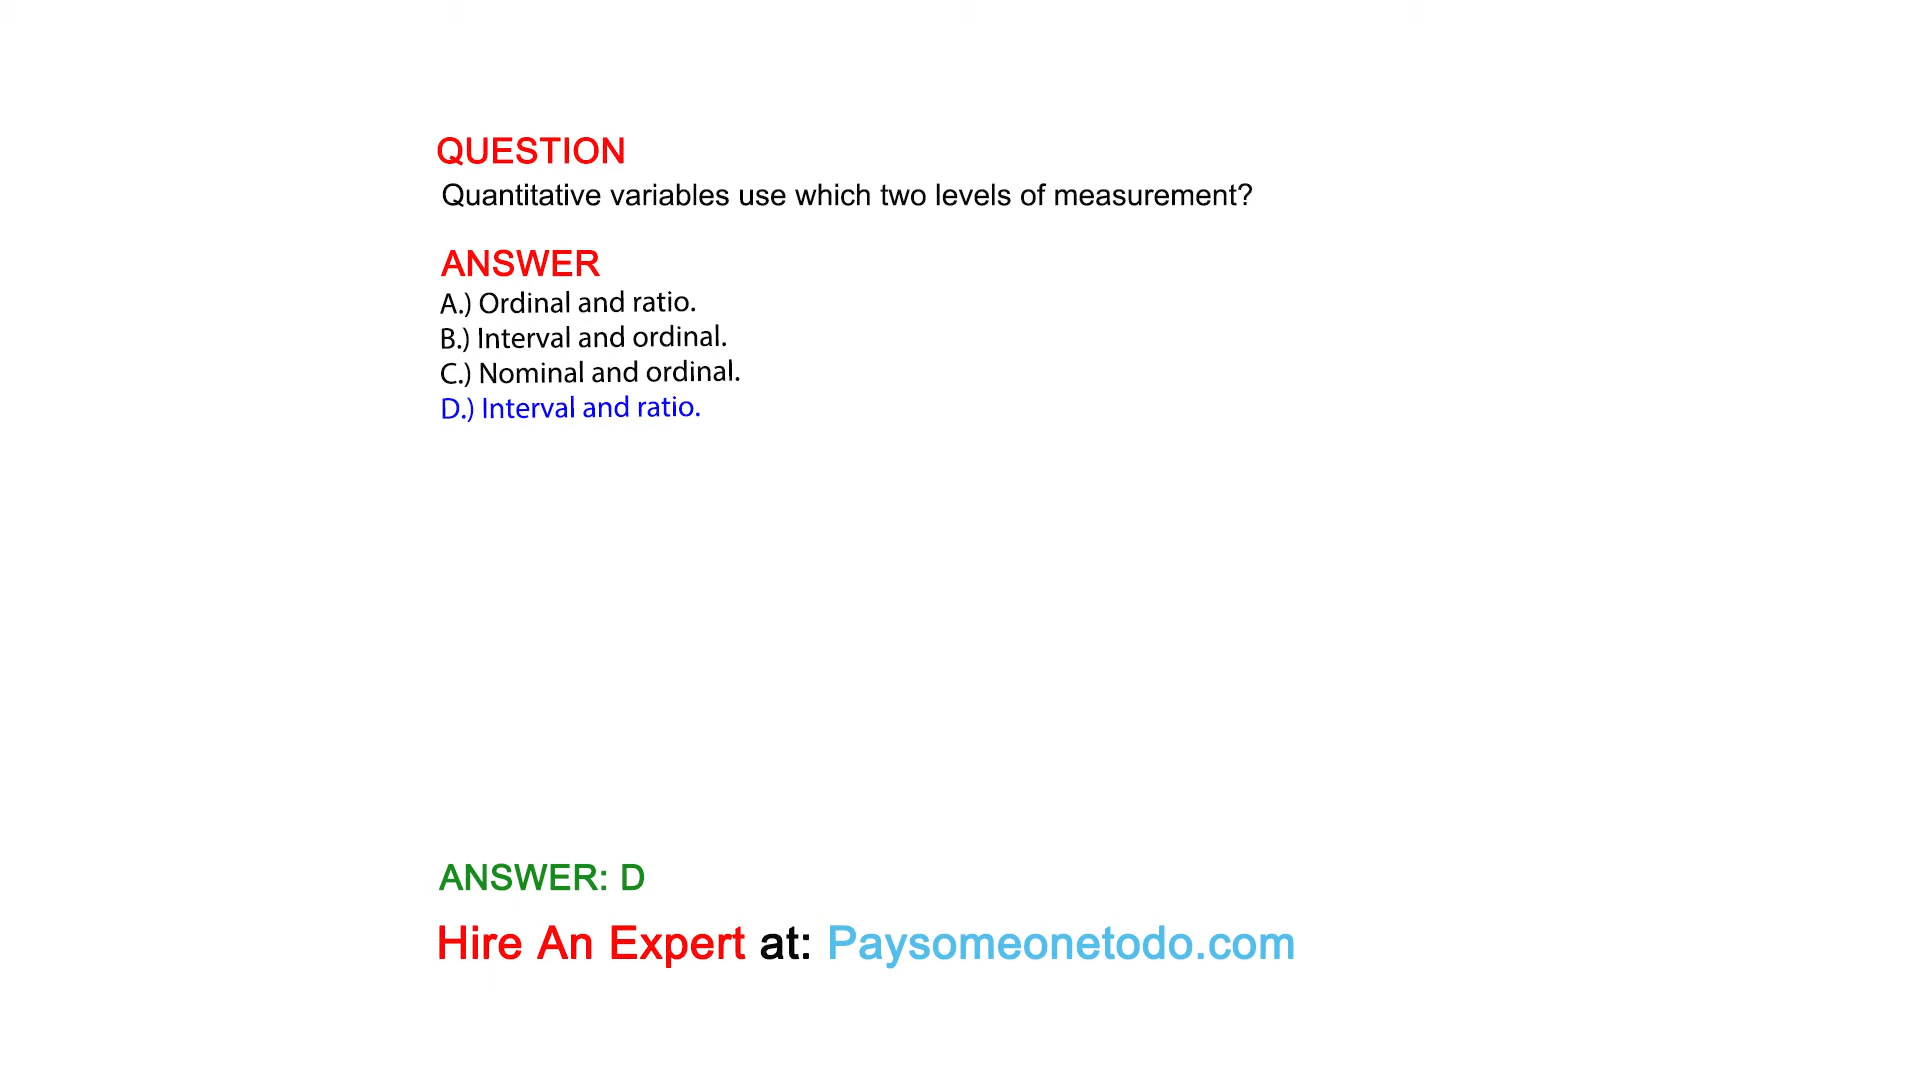 QUESTION
Quantitative variables use which two levels of measurement?
ANSWER
A.) Ordinal and ratio.
B.) Interval and ordinal.
C.) Nominal and ordinal.
D.) Interval and ratio.
ANSWER: D
Hire An Expert at: Paysomeonetodo.com